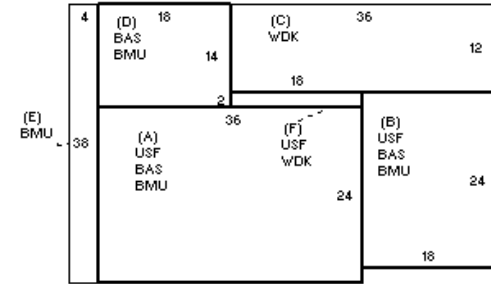 4
(D)
18
BAS
BMU
14
2
(C)
WDK
36
12
18
(E)
BMU
38
(A)
USF
BAS
BMU
36
24
(F)
USF
WDK
(B)
USF
BAS
BMU
24
18